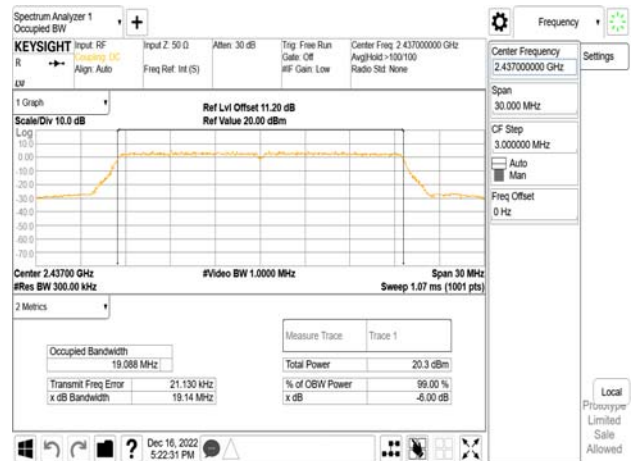 Spectrum Analyzer 1
Occupied BW
Frequency
KEYSIGHT
R
LXI
Input: RF
Coupling: DC
Align: Auto
Input Z: 50 Ω
Freq Ref: Int (S)
Atten: 30 dB
Trig: Free Run
Gate: Off
#IF Gain: Low
Center Freq: 2.437000000 GHz
Avg|Hold:>100/100
Radio Std: None
Center Frequency
2.437000000 GHz
Settings
Span
30.000 MHz
CF Step
3.000000 MHz
Auto
Man
Freq Offset
0 Hz
1 Graph
Scale/Div 10.0 dB
Ref Lvl Offset 11.20 dB
Ref Value 20.00 dBm
Log
10.0
0.00
-10.0
-20.0
-30.0
-40.0
-50.0
-60.0
-70.0
Center 2.43700 GHz
#Res BW 300.00 kHz
#Video BW 1.0000 MHz
Span 30 MHz
Sweep 1.07 ms (1001 pts)
2 Metrics
Measure Trace Trace 1
Occupied Bandwidth
19.088 MHz
Total Power 20.3 dBm
Transmit Freq Error 21.130 kHz
% of OBW Power 99.00 %
x dB Bandwidth 19.14 MHz
x dB -6.00 dB
Local
Prototype
Limited
Sale
Allowed
?
Dec 16, 2022
5:22:31 PM